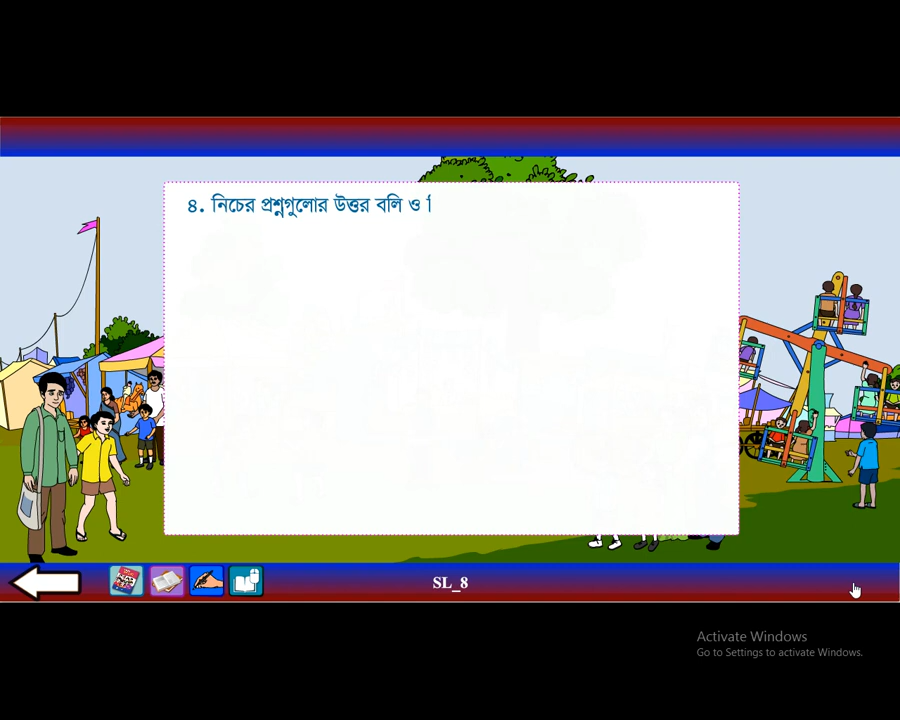 ৪. নিচের প্রশ্নগুলোর উত্তর বলি ও ি
SL_8
Activate Windows
Go to Settings to activate Windows.